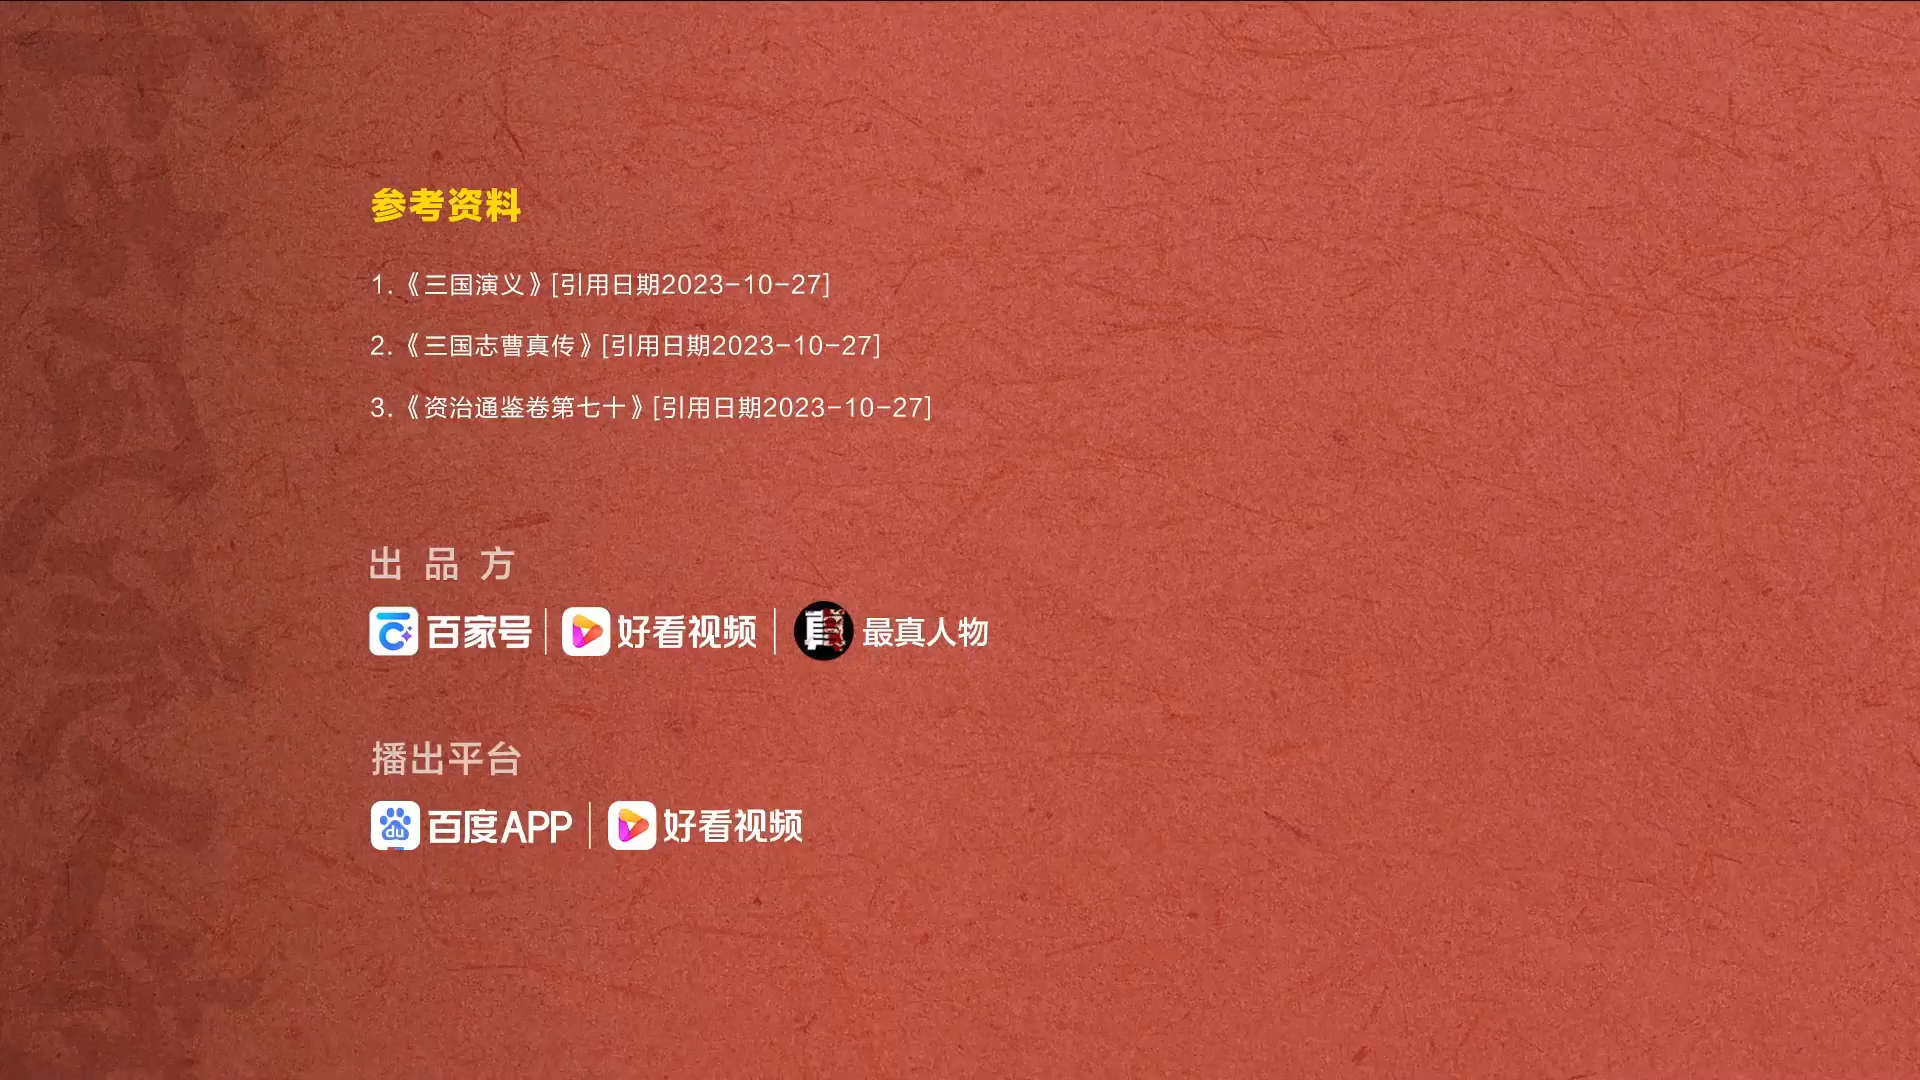 参考资料
1.《三国演义》[引用日期2023-10-27]
2.《三国志曹真传》[引用日期2023-10-27]
3.《资治通鉴卷第七十》[引用日期2023-10-27]
出 品 方
百家号 | 好看视频 | 真 最真人物
播出平台
du 百度APP | 好看视频